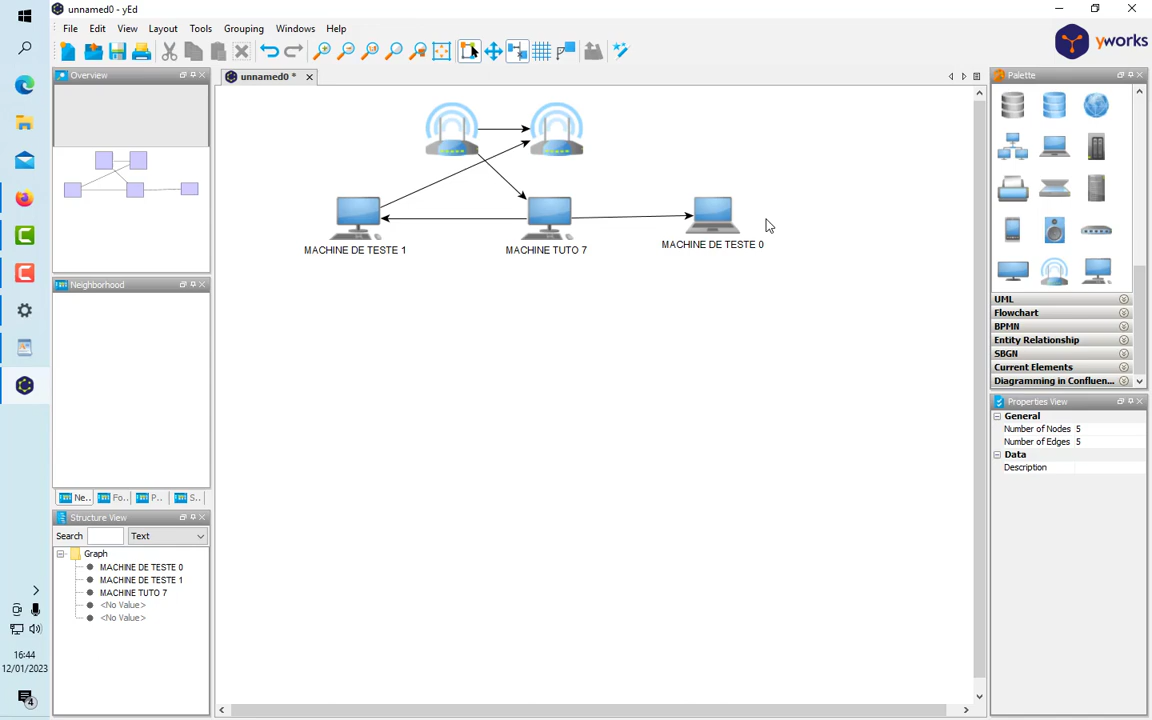 unnamed0 - yEd
File Edit View Layout Tools Grouping Windows Help
yworks
Overview
unnamed0 *
Palette
MACHINE DE TESTE 1
MACHINE TUTO 7
MACHINE DE TESTE 0
Neighborhood
UML
Flowchart
BPMN
Entity Relationship
SBGN
Current Elements
Diagramming in Confluen...
Properties View
General
Number of Nodes 5
Number of Edges 5
Data
Description
Ne... Fo... P... S...
Structure View
Search Text
Graph
MACHINE DE TESTE 0
MACHINE DE TESTE 1
MACHINE TUTO 7
<No Value>
<No Value>
16:44
12/01/2023
4